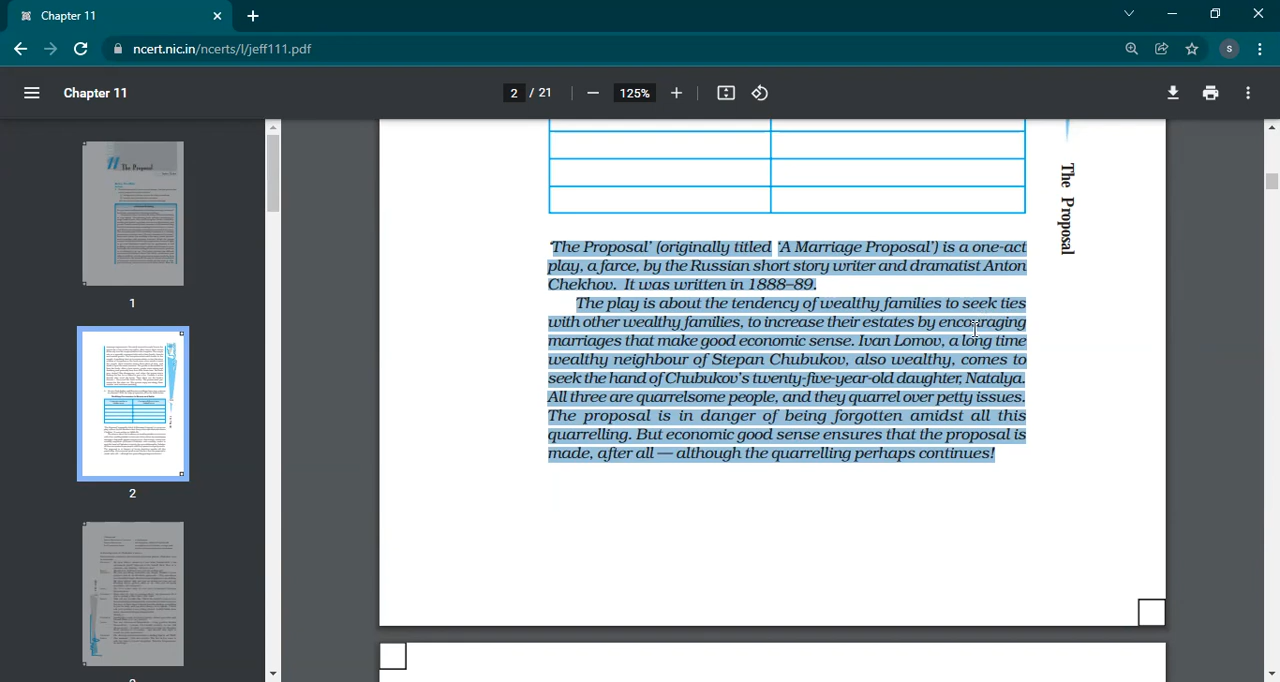 Chapter 11
ncert.nic.in/ncerts/l/jeff111.pdf
S
Chapter 11
2 / 21
125%
11 The Proposal
1
2
The Proposal
'The Proposal' (originally titled 'A Marriage Proposal') is a one-act
play, a farce, by the Russian short story writer and dramatist Anton
Chekhov. It was written in 1888–89.
The play is about the tendency of wealthy families to seek ties
with other wealthy families, to increase their estates by encouraging
marriages that make good economic sense. Ivan Lomov, a long time
wealthy neighbour of Stepan Chubukov, also wealthy, comes to
seek the hand of Chubukov's twenty-five-year-old daughter, Natalya.
All three are quarrelsome people, and they quarrel over petty issues.
The proposal is in danger of being forgotten amidst all this
quarrelling. But economic good sense ensures that the proposal is
made, after all — although the quarrelling perhaps continues!